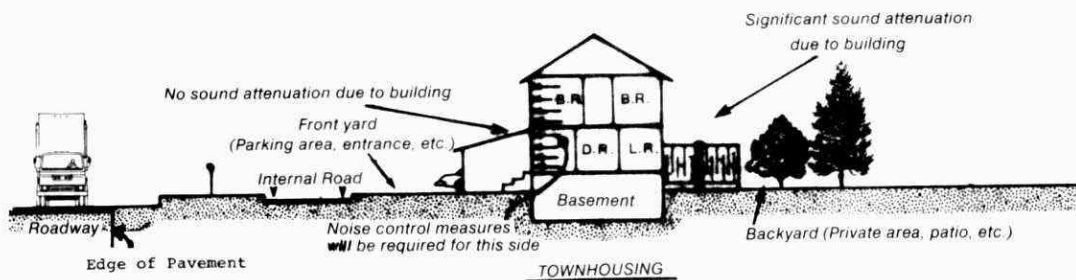 Significant sound attenuation
due to building
No sound attenuation due to building
Front yard
(Parking area, entrance, etc.)
Internal Road
B.R.
B.R.
D.R.
L.R.
Basement
Roadway
Edge of Pavement
Noise control measures
will be required for this side
Backyard (Private area, patio, etc.)
TOWNHOUSING